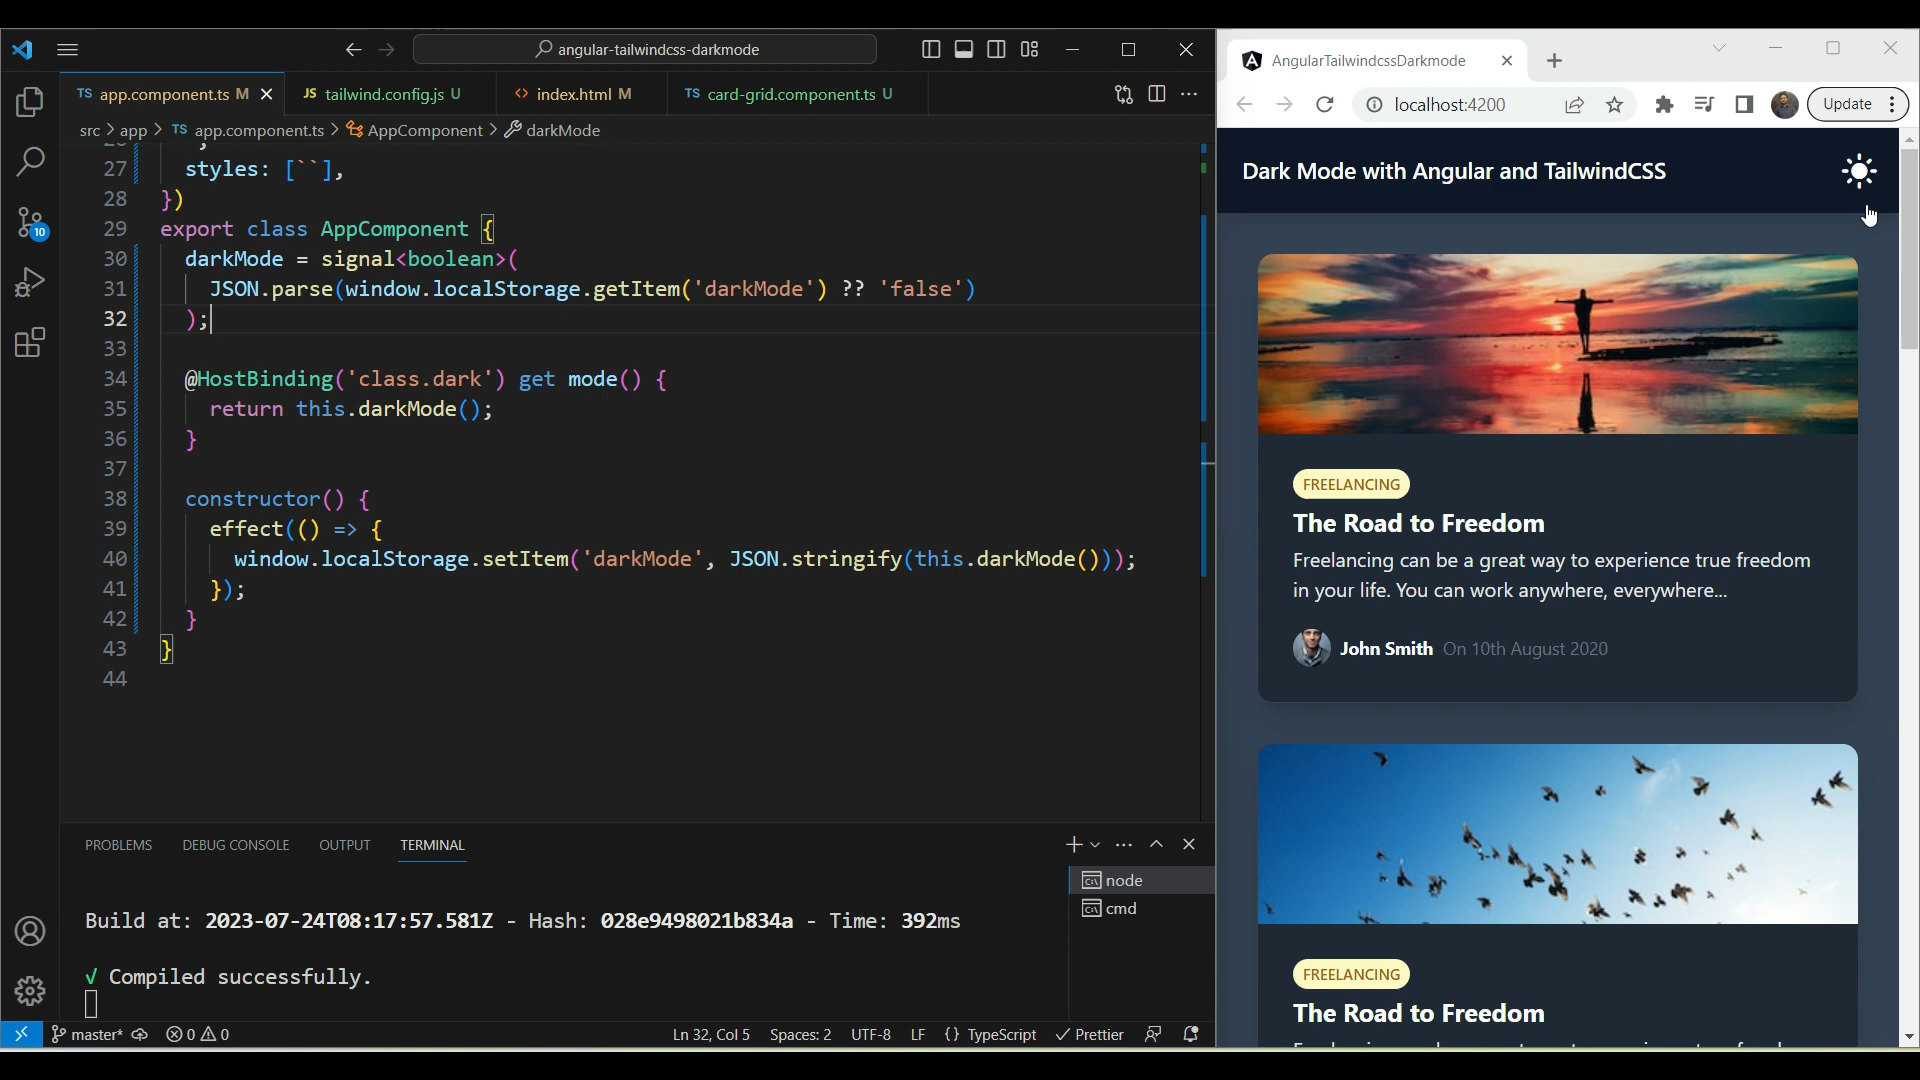 angular-tailwindcss-darkmode
TS app.component.ts M
JS tailwind.config.js U
<> index.html M
TS card-grid.component.ts U
src > app > TS app.component.ts > AppComponent > darkMode
27 styles: [``],
28 })
29 export class AppComponent {
30 darkMode = signal<boolean>(
31 JSON.parse(window.localStorage.getItem('darkMode') ?? 'false')
32 );
33
34 @HostBinding('class.dark') get mode() {
35 return this.darkMode();
36 }
37
38 constructor() {
39 effect(() => {
40 window.localStorage.setItem('darkMode', JSON.stringify(this.darkMode()));
41 });
42 }
43 }
44
10
PROBLEMS DEBUG CONSOLE OUTPUT TERMINAL
node
cmd
Build at: 2023-07-24T08:17:57.581Z - Hash: 028e9498021b834a - Time: 392ms
√ Compiled successfully.
master* 0 0 Ln 32, Col 5 Spaces: 2 UTF-8 LF {} TypeScript Prettier
AngularTailwindcssDarkmode
localhost:4200
Update
Dark Mode with Angular and TailwindCSS
FREELANCING
The Road to Freedom
Freelancing can be a great way to experience true freedom
in your life. You can work anywhere, everywhere...
John Smith On 10th August 2020
FREELANCING
The Road to Freedom